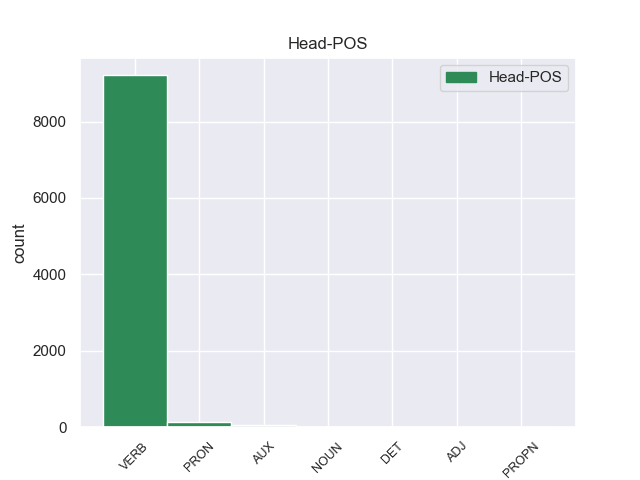 Head-POS
Head-POS
8000
6000
4000
2000
0
count
VERB
PRON
AUX
NOUN
DET
ADJ
PROPN